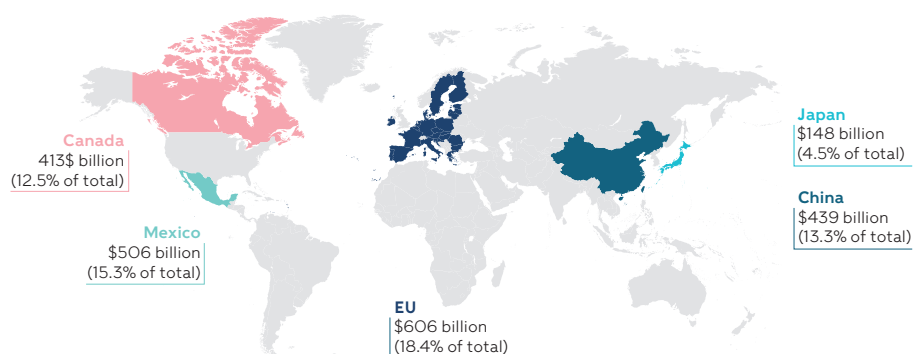 Canada
413$ billion
(12.5% of total)
Mexico
$506 billion
(15.3% of total)
EU
$606 billion
(18.4% of total)
Japan
$148 billion
(4.5% of total)
China
$439 billion
(13.3% of total)